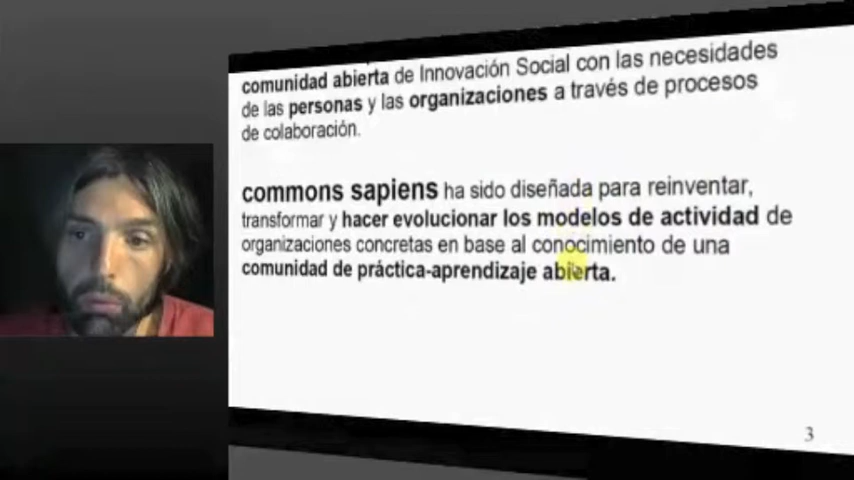 comunidad abierta de Innovación Social con las necesidades
de las personas y las organizaciones a través de procesos
de colaboración.
commons sapiens ha sido diseñada para reinventar,
transformar y hacer evolucionar los modelos de actividad de
organizaciones concretas en base al conocimiento de una
comunidad de práctica-aprendizaje abierta.
3